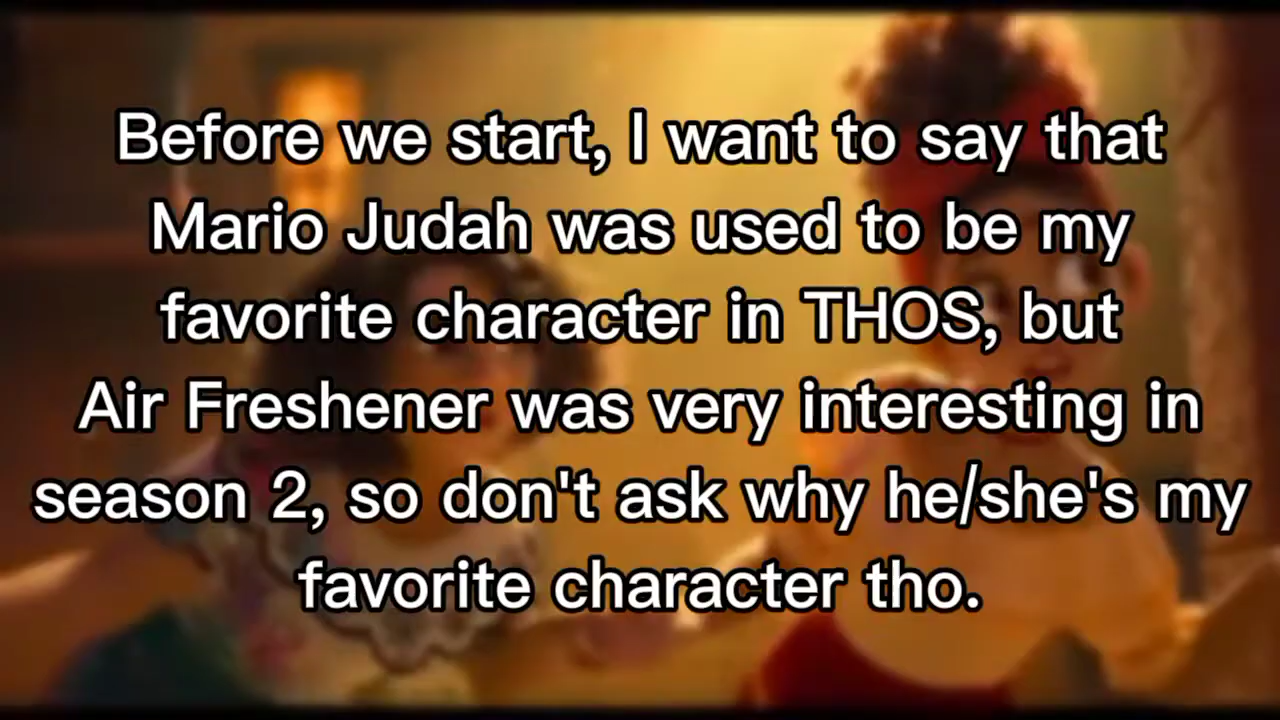 Before we start, I want to say that
Mario Judah was used to be my
favorite character in THOS, but
Air Freshener was very interesting in
season 2, so don't ask why he/she's my
favorite character tho.